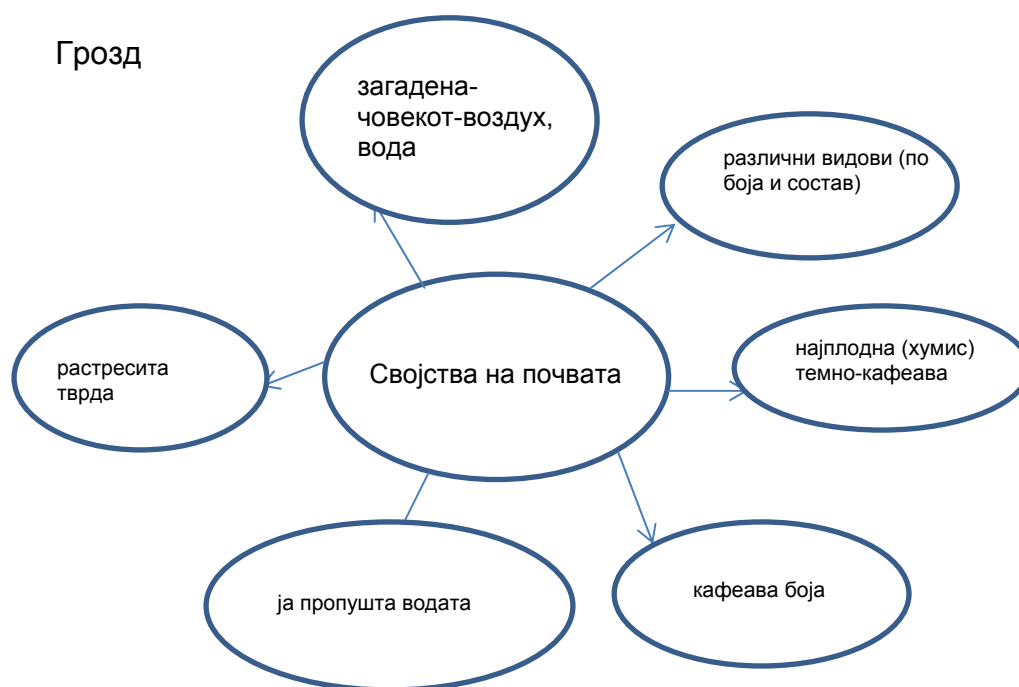 Грозд
загадена-
човекот-воздух,
вода
различни видови (по
боја и состав)
растресита
тврда
Својства на почвата
најплодна (хумис)
темно-кафеава
ја пропушта водата
кафеава боја